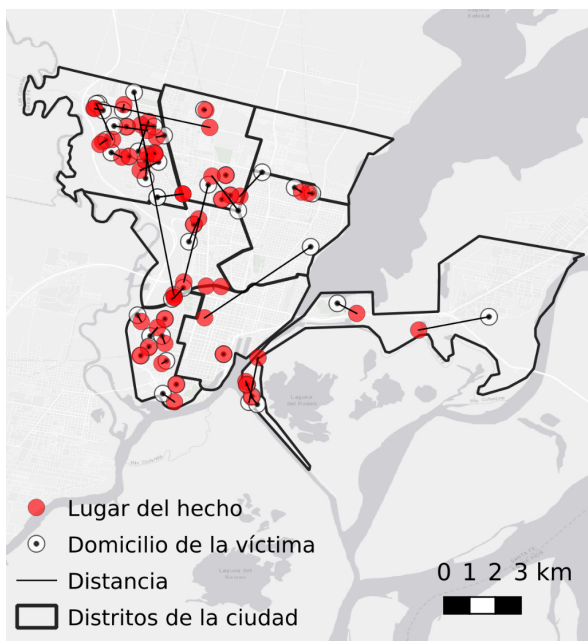 Lugar del hecho
Domicilio de la víctima
Distancia
Distritos de la ciudad
0 1 2 3 km